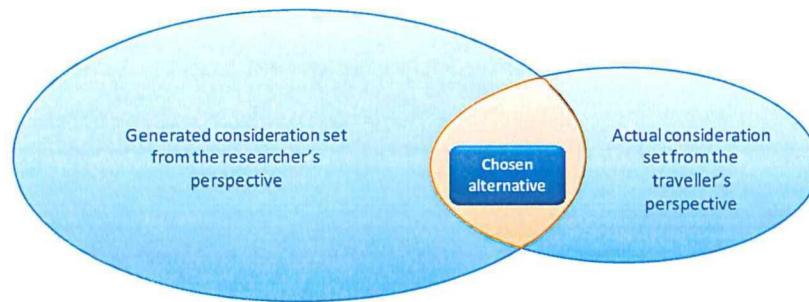 Generated consideration set
from the researcher's
perspective
Chosen
alternative
Actual consideration
set from the
traveller's
perspective